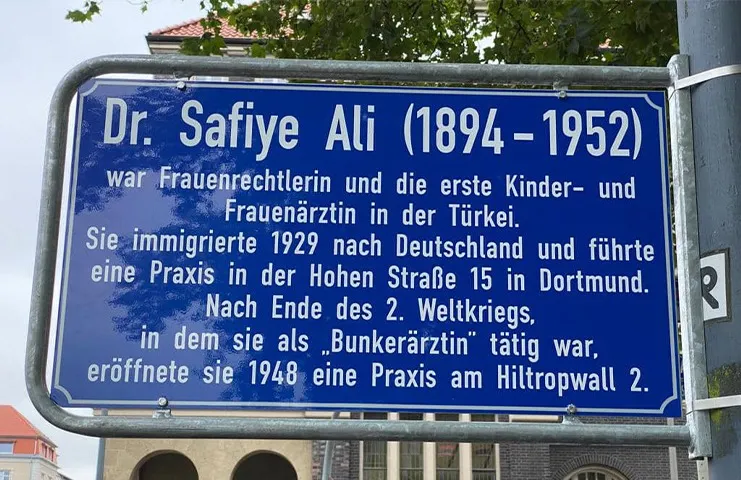 Dr. Safiye Ali (1894–1952)
war Frauenrechtlerin und die erste Kinder- und
Frauenärztin in der Türkei.
Sie immigrierte 1929 nach Deutschland und führte
eine Praxis in der Hohen Straße 15 in Dortmund.
Nach Ende des 2. Weltkriegs,
in dem sie als „Bunkerärztin" tätig war,
eröffnete sie 1948 eine Praxis am Hiltropwall 2.